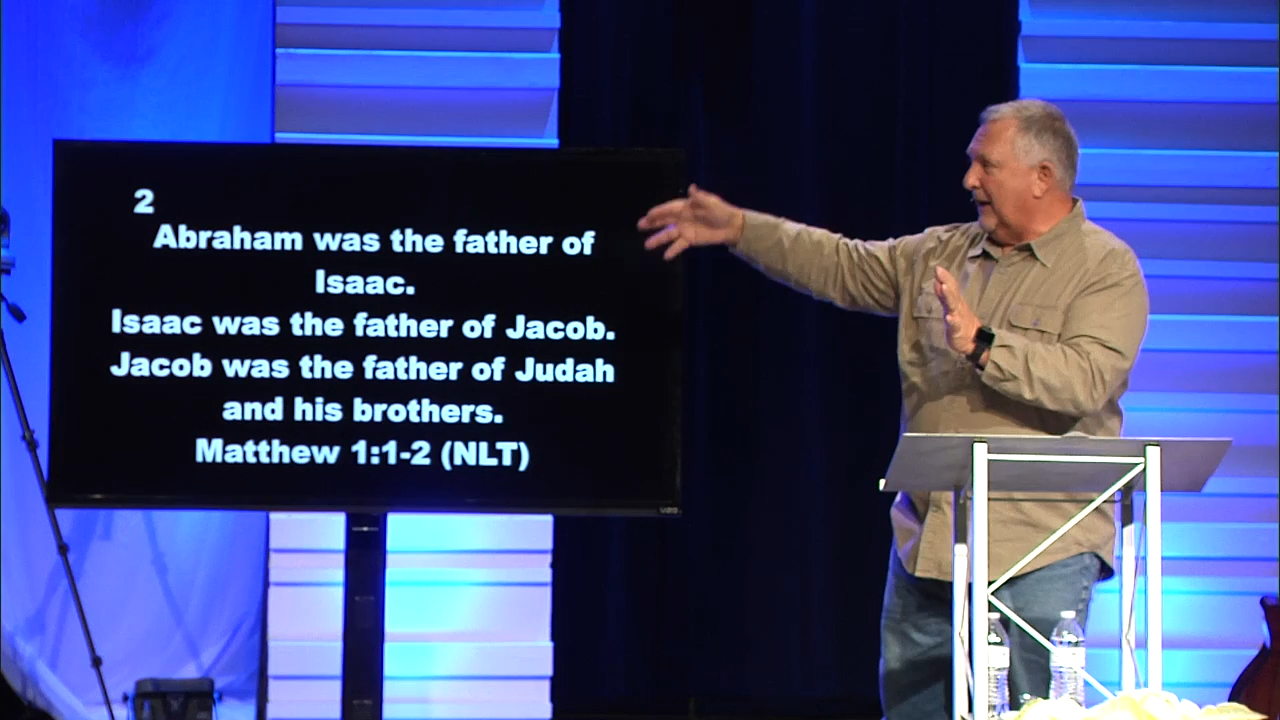 2
Abraham was the father of
Isaac.
Isaac was the father of Jacob.
Jacob was the father of Judah
and his brothers.
Matthew 1:1-2 (NLT)